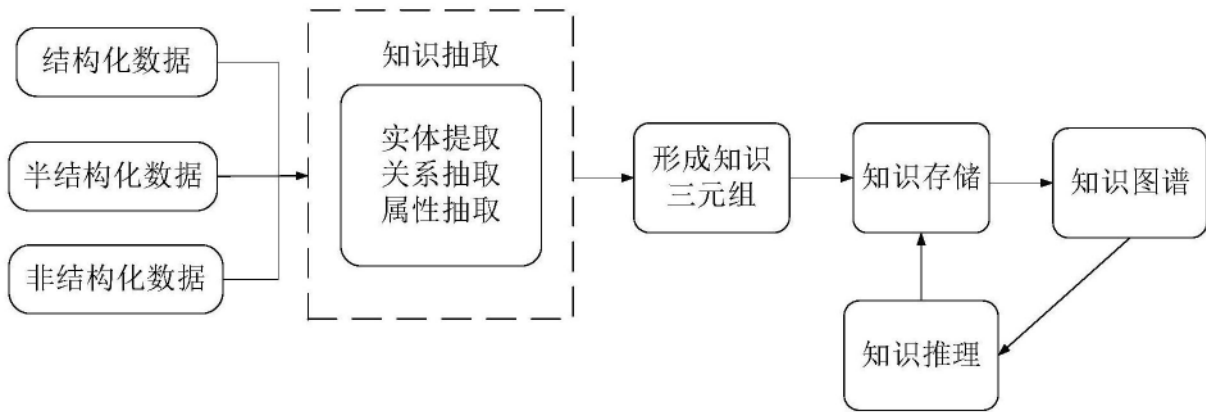 结构化数据
半结构化数据
非结构化数据
知识抽取
实体提取
关系抽取
属性抽取
形成知识
三元组
知识存储
知识图谱
知识推理